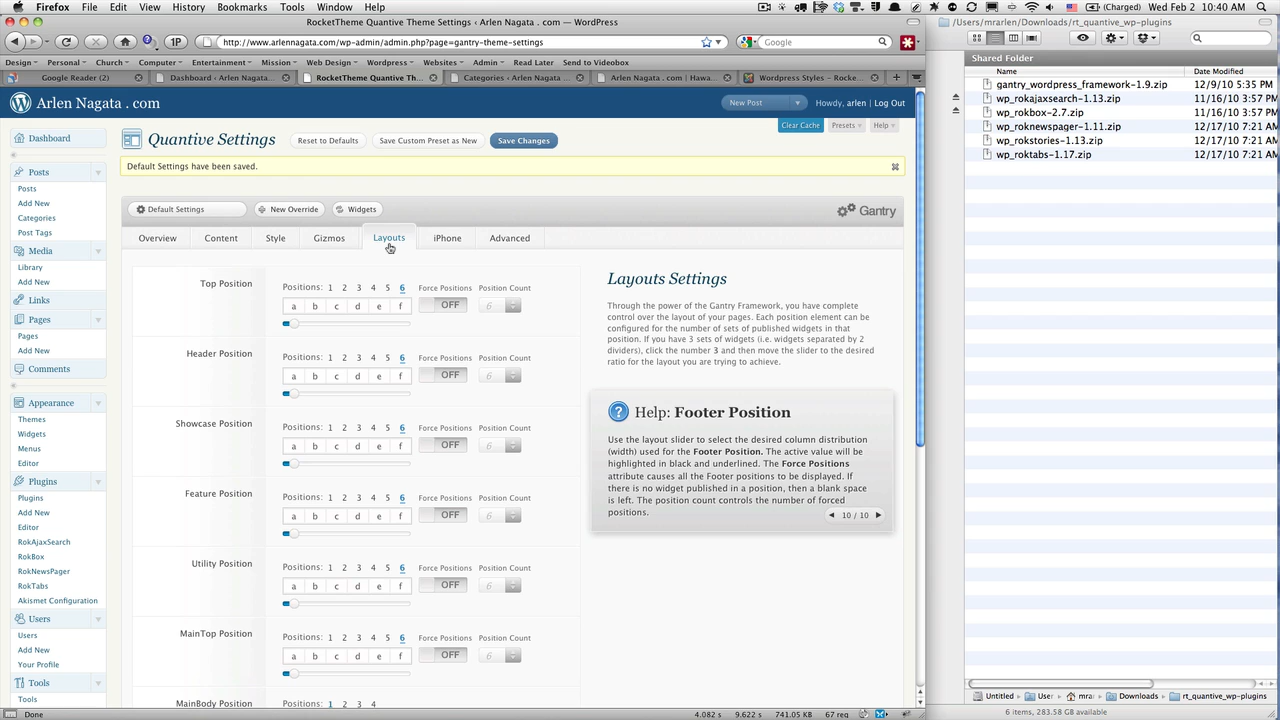 Firefox File Edit View History Bookmarks Tools Window Help
(Charged) Wed Feb 2 10:40 AM
RocketTheme Quantive Theme Settings ‹ Arlen Nagata . com — WordPress
/Users/mrarlen/Downloads/rt_quantive_wp-plugins
1P http://www.arlennagata.com/wp-admin/admin.php?page=gantry-theme-settings Google
Design Personal Church Computer Entertainment Mission Web Design Wordpress Websites Admin Read Later Send to Videobox
Google Reader (2) Dashboard ‹ Arlen Nagata... RocketTheme Quantive Th... Categories ‹ Arlen Nagata ... Arlen Nagata . com | Hawa... Wordpress Styles - Rocke...
Shared Folder
Name Date Modified
gantry_wordpress_framework-1.9.zip 12/9/10 5:35 PM
wp_rokajaxsearch-1.13.zip 11/16/10 3:57 P
wp_rokbox-2.7.zip 11/16/10 3:57 P
wp_roknewspager-1.11.zip 12/17/10 7:21 A
wp_rokstories-1.13.zip 12/17/10 7:21 A
wp_roktabs-1.17.zip 12/17/10 7:21 A
Arlen Nagata . com New Post Howdy, arlen | Log Out
Clear Cache Presets Help
Dashboard
Posts
Posts
Add New
Categories
Post Tags
Media
Library
Add New
Links
Pages
Pages
Add New
Comments
Appearance
Themes
Widgets
Menus
Editor
Plugins
Plugins
Add New
Editor
RokAjaxSearch
RokBox
RokNewsPager
RokTabs
Akismet Configuration
Users
Users
Add New
Your Profile
Tools
Tools
Quantive Settings Reset to Defaults Save Custom Preset as New Save Changes
Default Settings have been saved.
Default Settings New Override Widgets Gantry
Overview Content Style Gizmos Layouts iPhone Advanced
Top Position Positions: 1 2 3 4 5 6 Force Positions Position Count
a b c d e f OFF 6
Header Position Positions: 1 2 3 4 5 6 Force Positions Position Count
a b c d e f OFF 6
Showcase Position Positions: 1 2 3 4 5 6 Force Positions Position Count
a b c d e f OFF 6
Feature Position Positions: 1 2 3 4 5 6 Force Positions Position Count
a b c d e f OFF 6
Utility Position Positions: 1 2 3 4 5 6 Force Positions Position Count
a b c d e f OFF 6
MainTop Position Positions: 1 2 3 4 5 6 Force Positions Position Count
a b c d e f OFF 6
MainBody Position Positions: 1 2 3 4
Layouts Settings
Through the power of the Gantry Framework, you have complete
control over the layout of your pages. Each position element can be
configured for the number of sets of published widgets in that
position. If you have 3 sets of widgets (i.e. widgets separated by 2
dividers), click the number 3 and then move the slider to the desired
ratio for the layout you are trying to achieve.
Help: Footer Position
Use the layout slider to select the desired column distribution
(width) used for the Footer Position. The active value will be
highlighted in black and underlined. The Force Positions
attribute causes all the Footer positions to be displayed. If
there is no widget published in a position, then a blank space
is left. The position count controls the number of forced
positions.
10 / 10
Untitled User mra Downloads rt_quantive_wp-plugins
Done 4.082 s 9.622 s 741.05 KB 67 req
6 items, 283.58 GB available